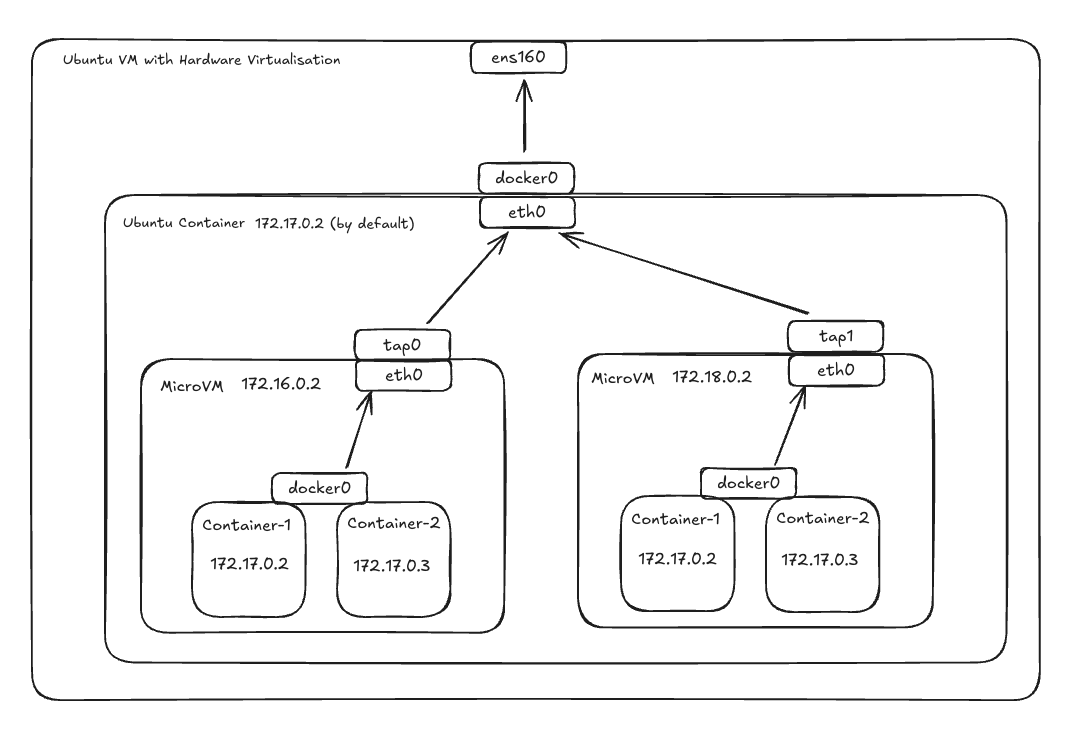 Ubuntu VM with Hardware Virtualisation
ens160
docker0
eth0
Ubuntu Container 172.17.0.2 (by default)
tap0
eth0
MicroVM 172.16.0.2
docker0
Container-1
172.17.0.2
Container-2
172.17.0.3
tap1
eth0
MicroVM 172.18.0.2
docker0
Container-1
172.17.0.2
Container-2
172.17.0.3